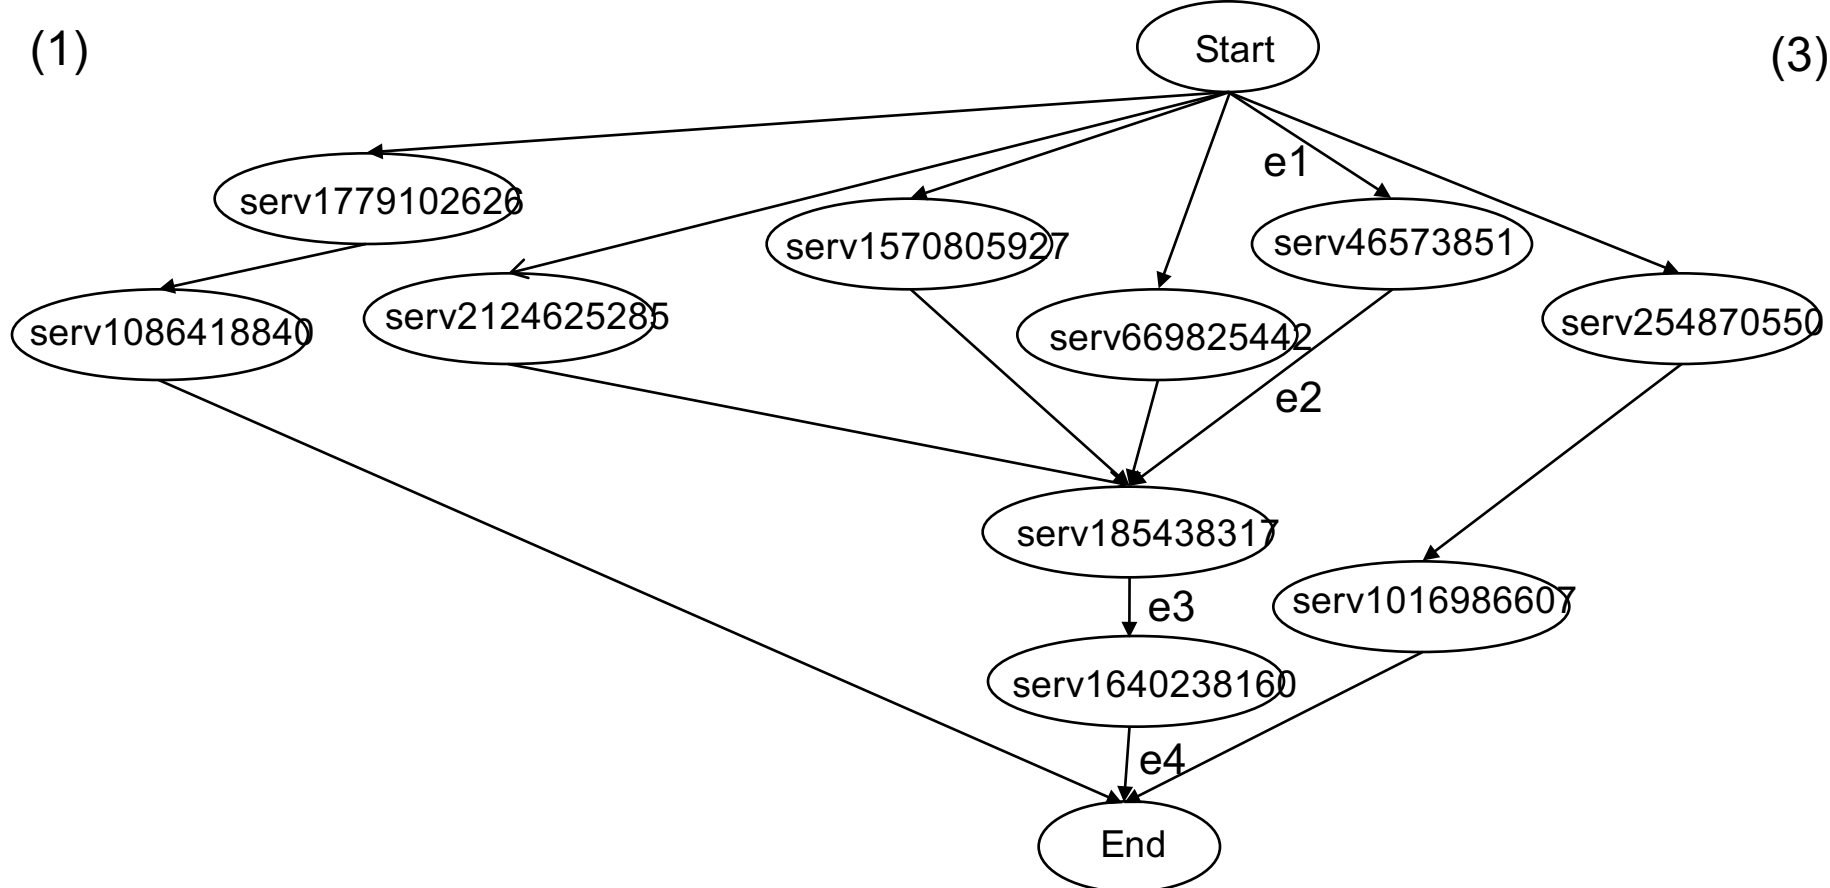 (1)
Start
(3)
e1
serv1779102626
serv1570805927
serv46573851
serv1086418840
serv2124625285
serv669825442
serv254870550
e2
serv185438317
e3
serv1016986607
serv1640238160
e4
End